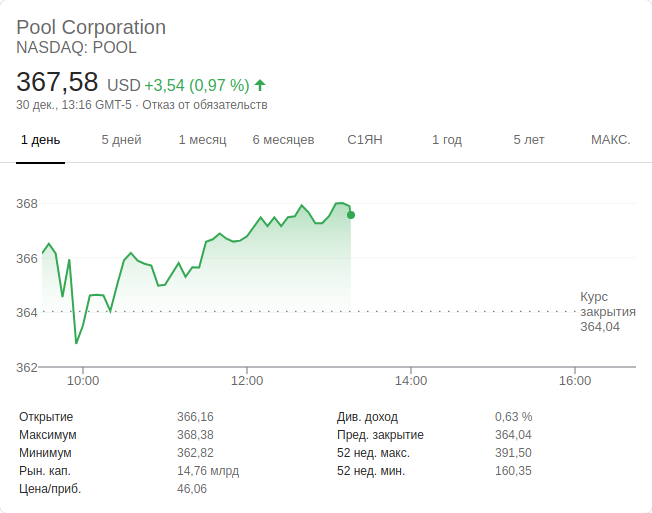 Pool Corporation
NASDAQ: POOL
367,58 USD +3,54 (0,97 %)
30 дек., 13:16 GMT-5 · Отказ от обязательств
1 день 5 дней 1 месяц 6 месяцев С1ЯН 1 год 5 лет МАКС.
368
366
364
362
Курс
закрытия
364,04
10:00 12:00 14:00 16:00
Открытие 366,16
Максимум 368,38
Минимум 362,82
Рын. кап. 14,76 млрд
Цена/приб. 46,06
Див. доход 0,63 %
Пред. закрытие 364,04
52 нед. макс. 391,50
52 нед. мин. 160,35